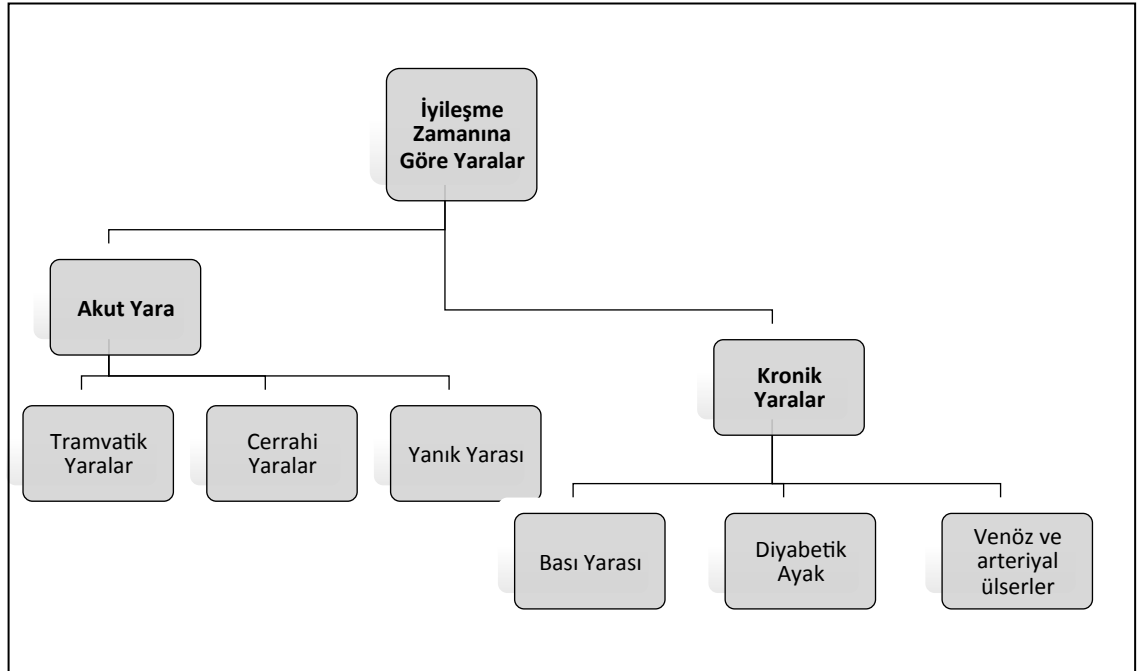 İyileşme
Zamanına
Göre Yaralar
Akut Yara
Kronik
Yaralar
Tramvatik
Yaralar
Cerrahi
Yaralar
Yanık Yarası
Bası Yarası
Diyabetik
Ayak
Venöz ve
arteriyal
ülserler